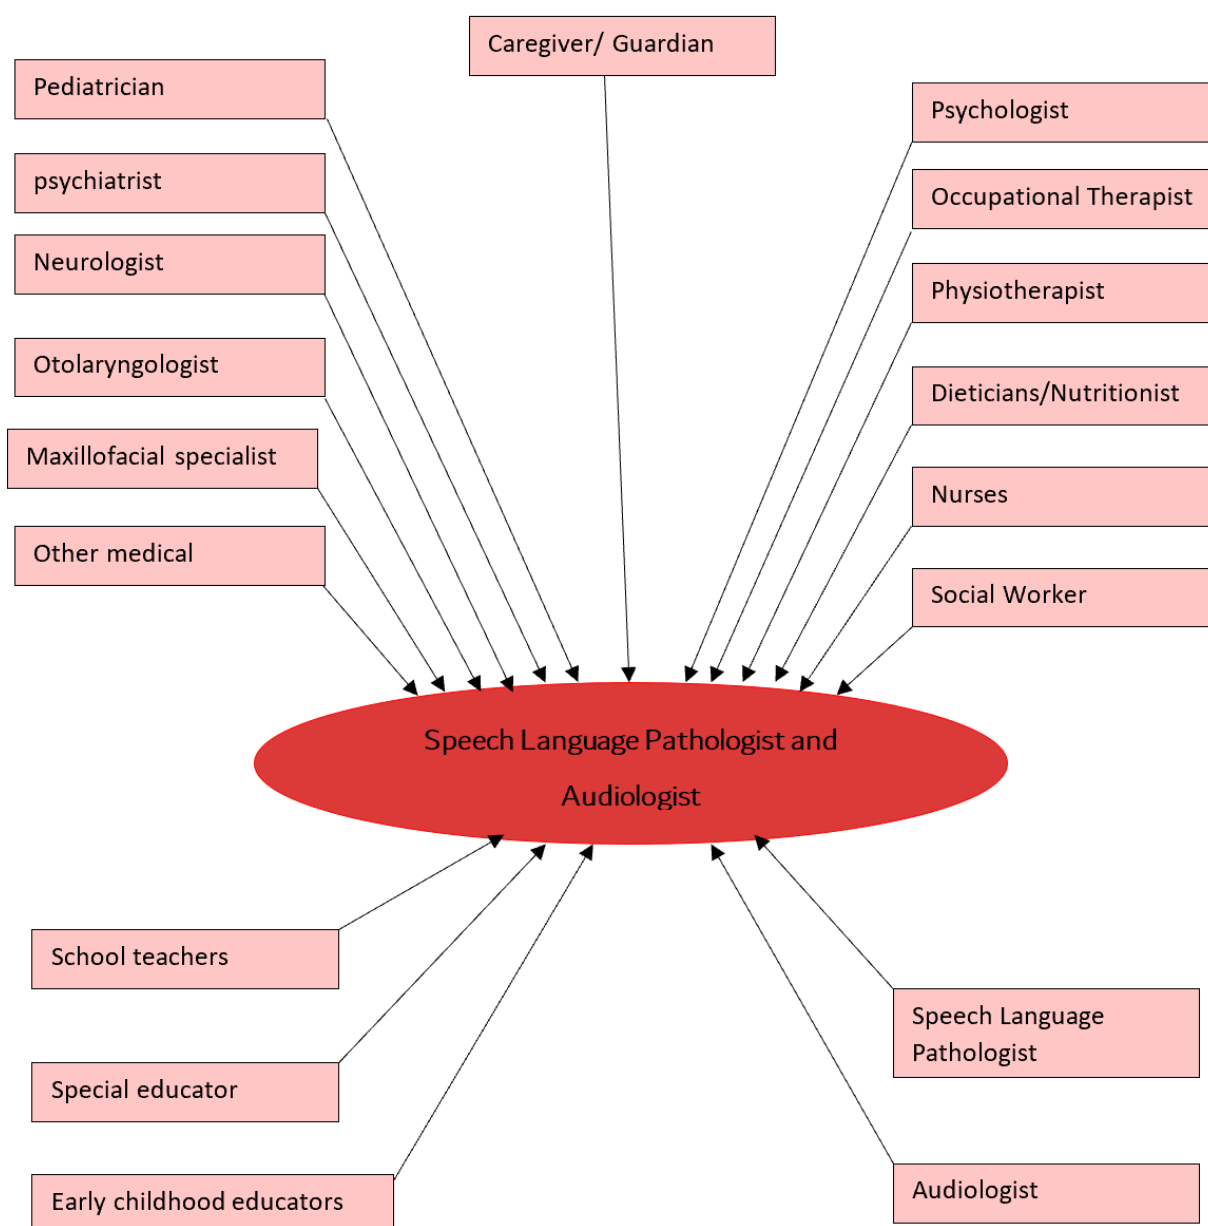 Caregiver/ Guardian
Pediatrician
psychiatrist
Neurologist
Otolaryngologist
Maxillofacial specialist
Other medical
Psychologist
Occupational Therapist
Physiotherapist
Dieticians/Nutritionist
Nurses
Social Worker
Speech Language Pathologist and
Audiologist
School teachers
Special educator
Early childhood educators
Speech Language
Pathologist
Audiologist